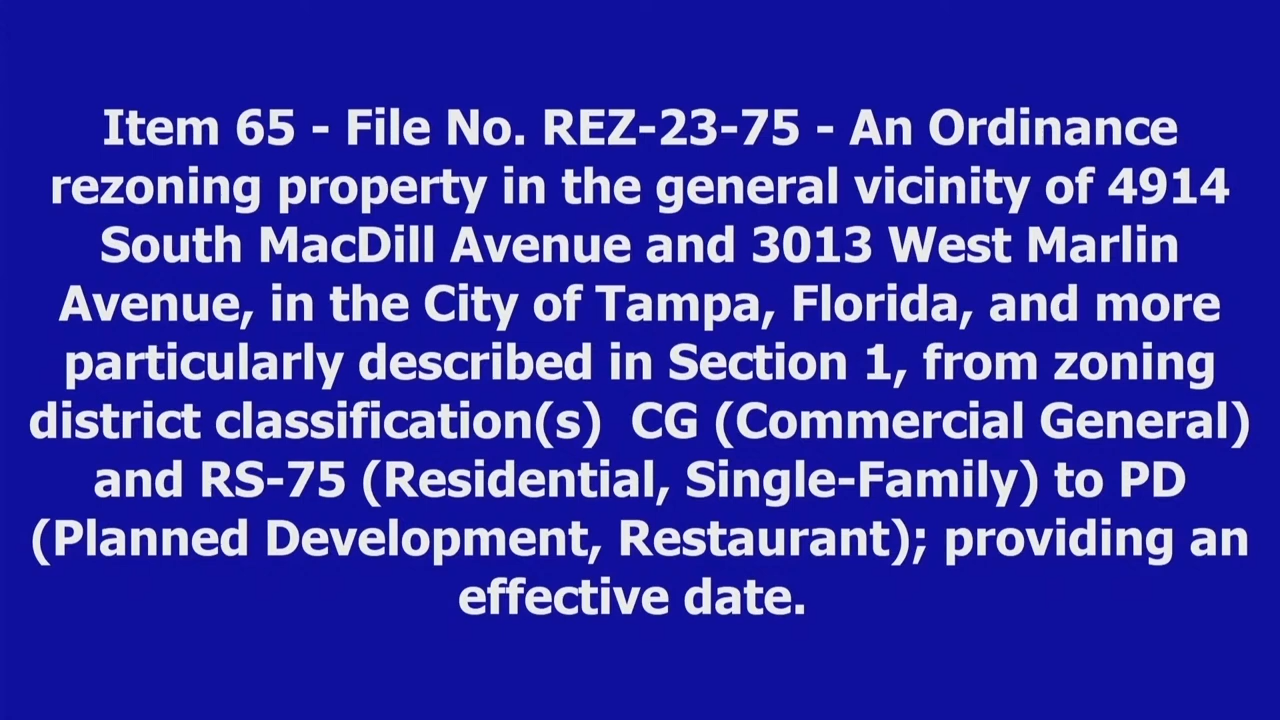 Item 65 - File No. REZ-23-75 - An Ordinance
rezoning property in the general vicinity of 4914
South MacDill Avenue and 3013 West Marlin
Avenue, in the City of Tampa, Florida, and more
particularly described in Section 1, from zoning
district classification(s)  CG (Commercial General)
and RS-75 (Residential, Single-Family) to PD
(Planned Development, Restaurant); providing an
effective date.